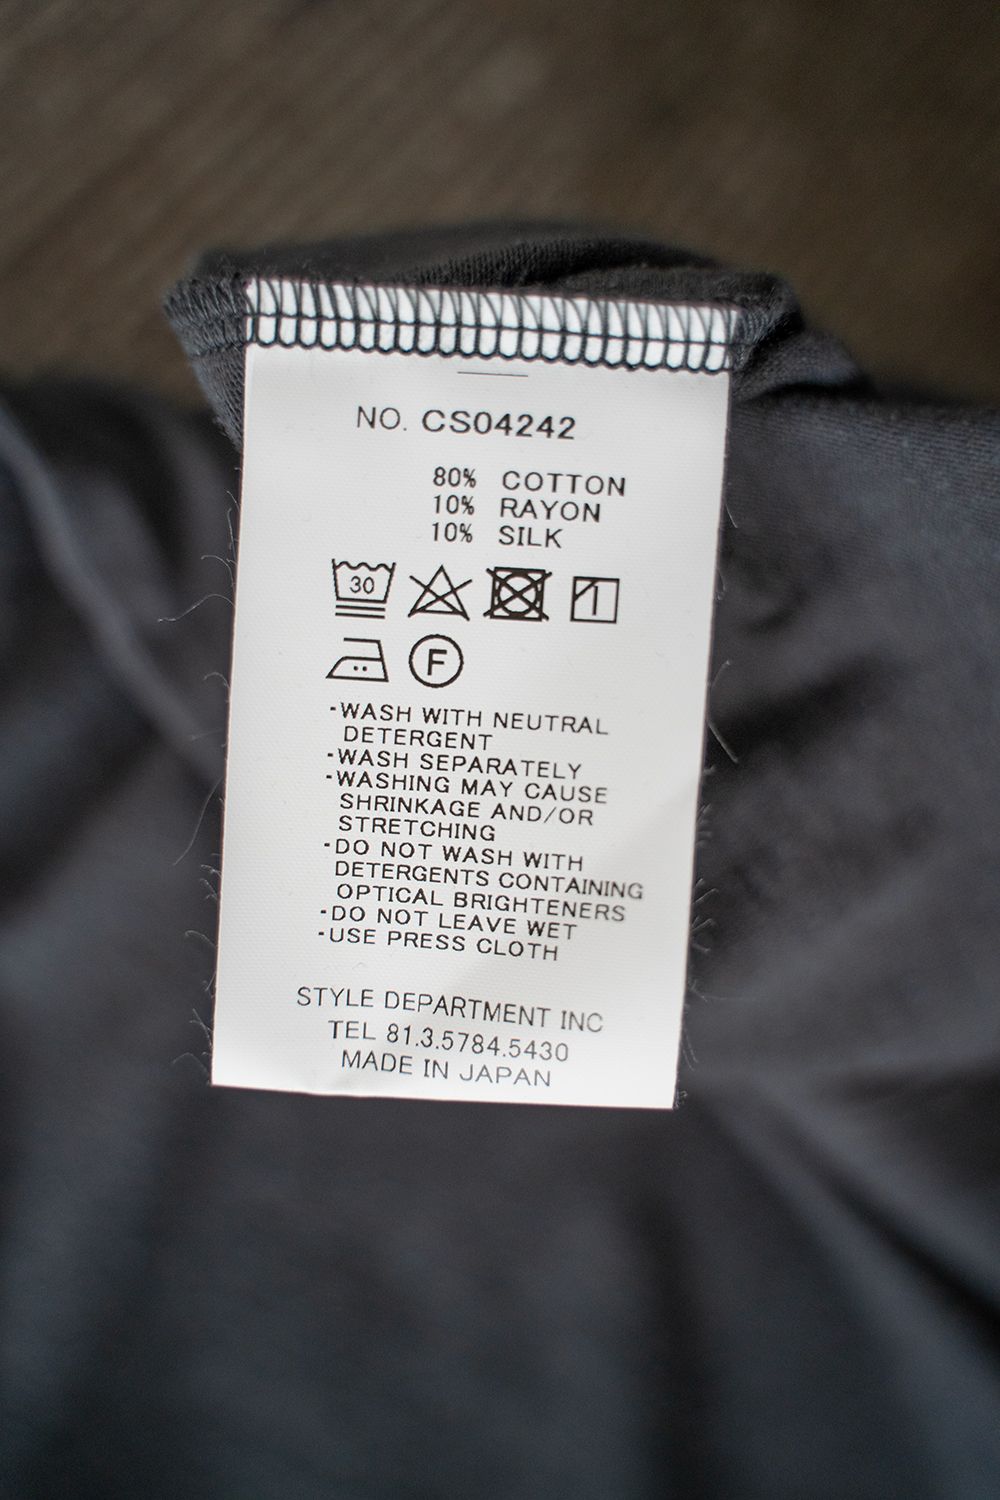 NO. CS04242
80% COTTON
10% RAYON
10% SILK
30
F
-WASH WITH NEUTRAL
DETERGENT
-WASH SEPARATELY
-WASHING MAY CAUSE
SHRINKAGE AND/OR
STRETCHING
-DO NOT WASH WITH
DETERGENTS CONTAINING
OPTICAL BRIGHTENERS
-DO NOT LEAVE WET
-USE PRESS CLOTH
STYLE DEPARTMENT INC
TEL 81.3.5784.5430
MADE IN JAPAN